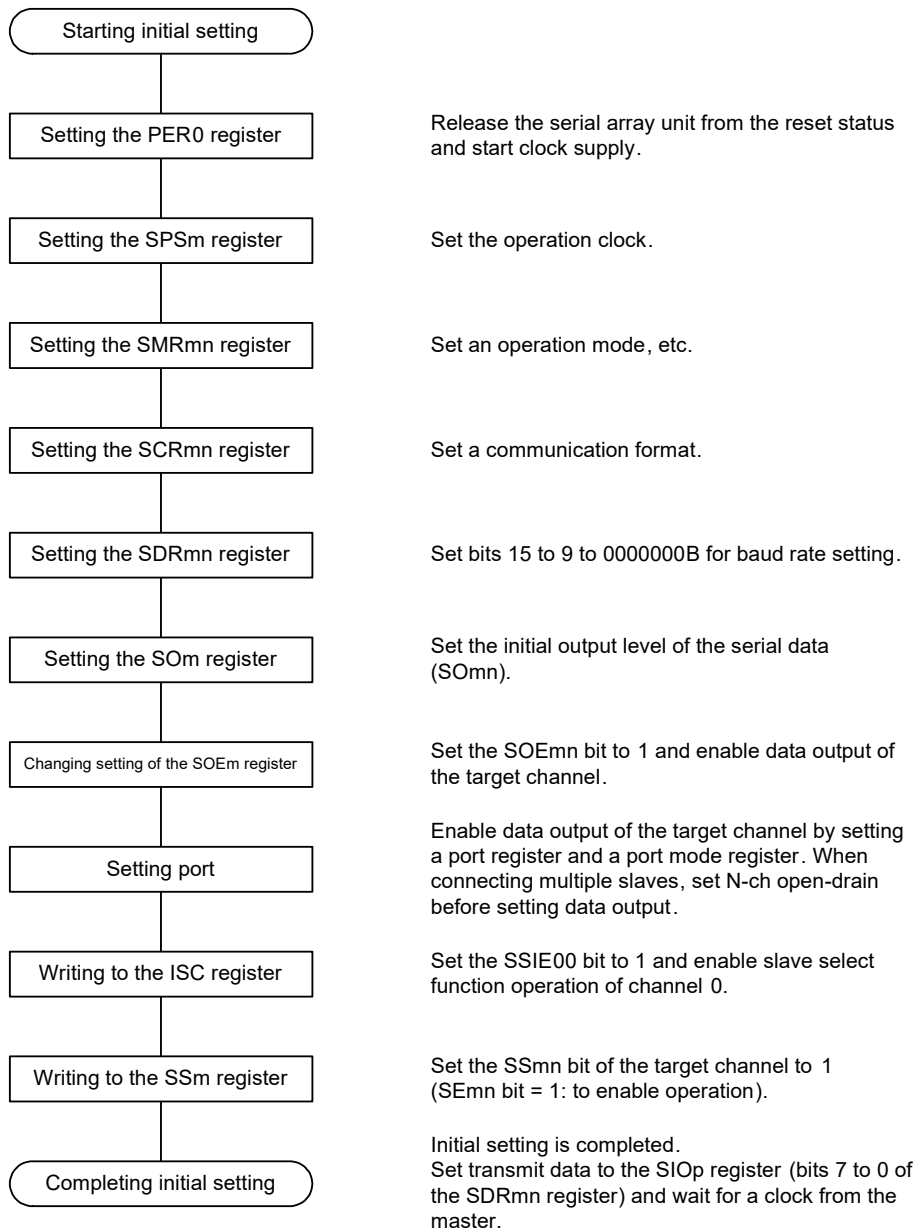 Starting initial setting
Setting the PER0 register
Release the serial array unit from the reset status
and start clock supply.
Setting the SPSm register
Set the operation clock.
Setting the SMRmn register
Set an operation mode, etc.
Setting the SCRmn register
Set a communication format.
Setting the SDRmn register
Set bits 15 to 9 to 0000000B for baud rate setting.
Setting the SOm register
Set the initial output level of the serial data
(SOmn).
Changing setting of the SOEm register
Set the SOEmn bit to 1 and enable data output of
the target channel.
Setting port
Enable data output of the target channel by setting
a port register and a port mode register. When
connecting multiple slaves, set N-ch open-drain
before setting data output.
Writing to the ISC register
Set the SSIE00 bit to 1 and enable slave select
function operation of channel 0.
Writing to the SSm register
Set the SSmn bit of the target channel to 1
(SEmn bit = 1: to enable operation).
Completing initial setting
Initial setting is completed.
Set transmit data to the SIOp register (bits 7 to 0 of
the SDRmn register) and wait for a clock from the
master.